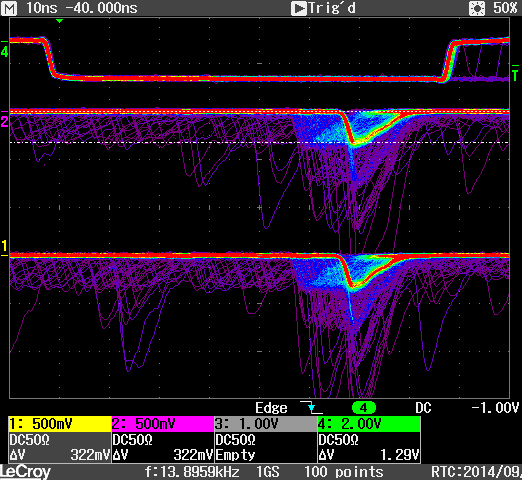 M 10ns -40.000ns Trig'd 50%
4
T
2
1
Edge 4 DC -1.00V
1: 500mV 2: 500mV 3: 1.00V 4: 2.00V
DC50Ω DC50Ω DC50Ω DC50Ω
ΔV 322mV ΔV 322mV Empty ΔV 1.29V
LeCroy f:13.8959kHz 1GS 100 points RTC:2014/09/